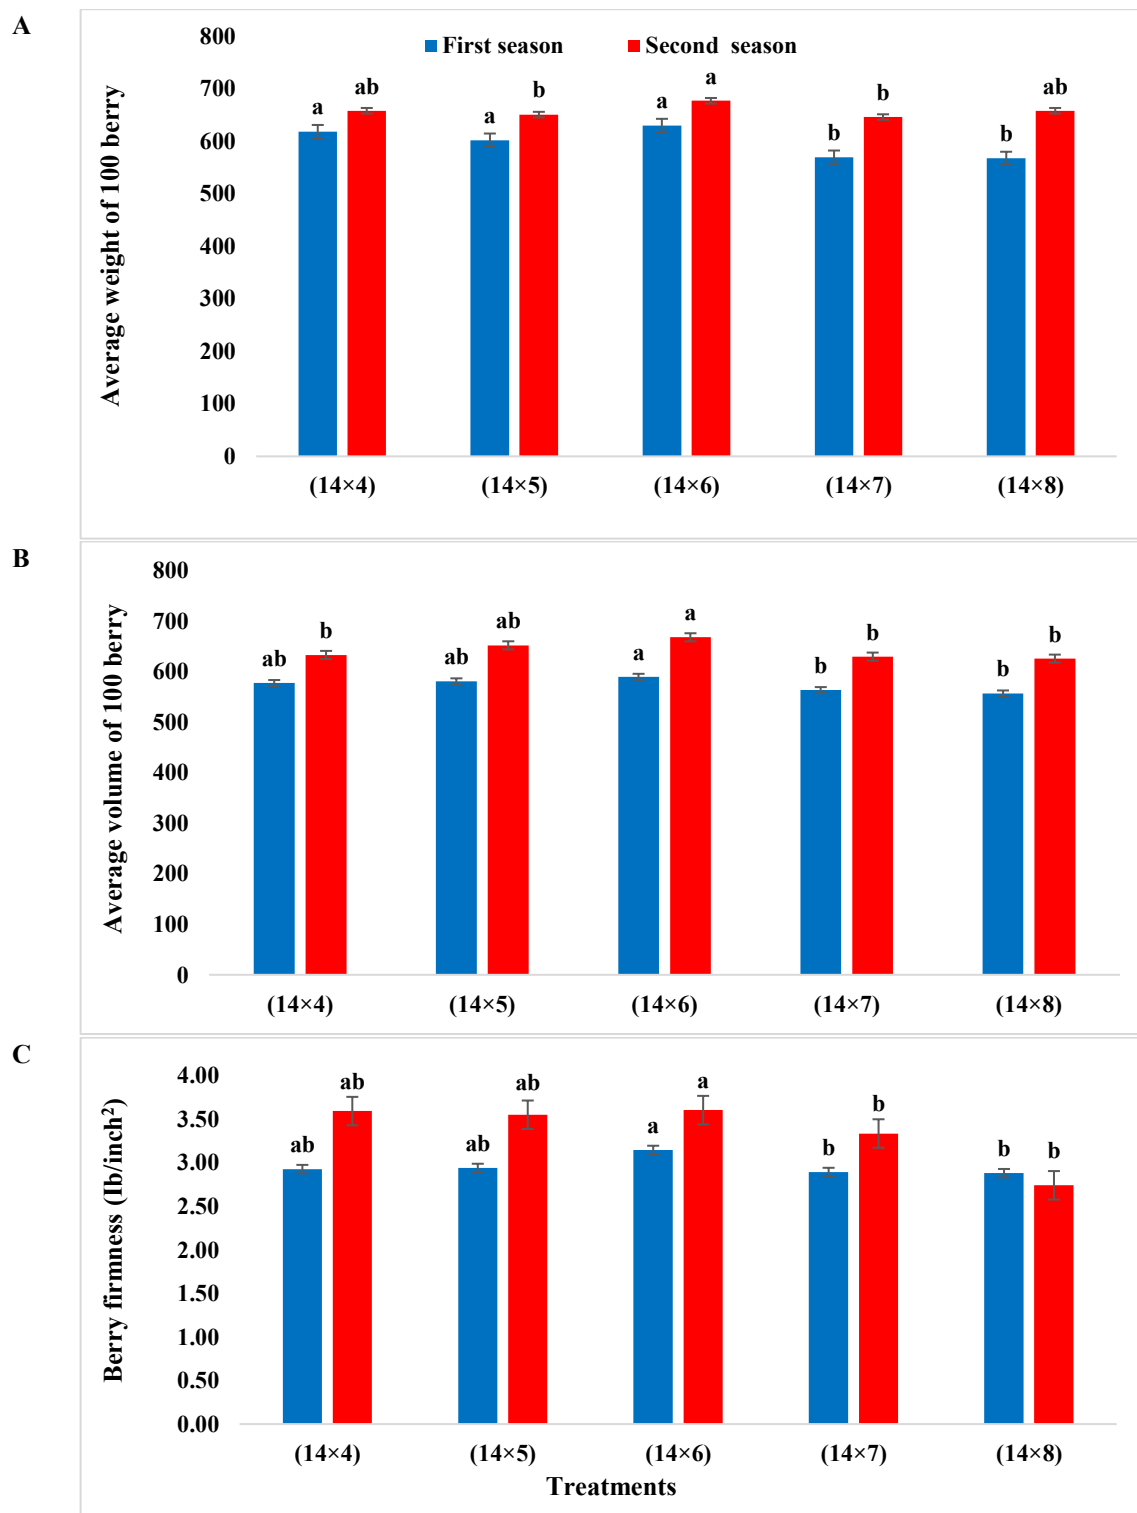 A
Average weight of 100 berry
First season
Second season
800
700
600
500
400
300
200
100
0
a
ab
a
b
a
a
b
b
b
ab
(14×4)
(14×5)
(14×6)
(14×7)
(14×8)
B
Average volume of 100 berry
800
700
600
500
400
300
200
100
0
ab
b
ab
ab
a
a
b
b
b
b
(14×4)
(14×5)
(14×6)
(14×7)
(14×8)
C
Berry firmness (Ib/inch²)
4.00
3.50
3.00
2.50
2.00
1.50
1.00
0.50
0.00
ab
ab
ab
ab
a
a
b
b
b
b
(14×4)
(14×5)
(14×6)
(14×7)
(14×8)
Treatments